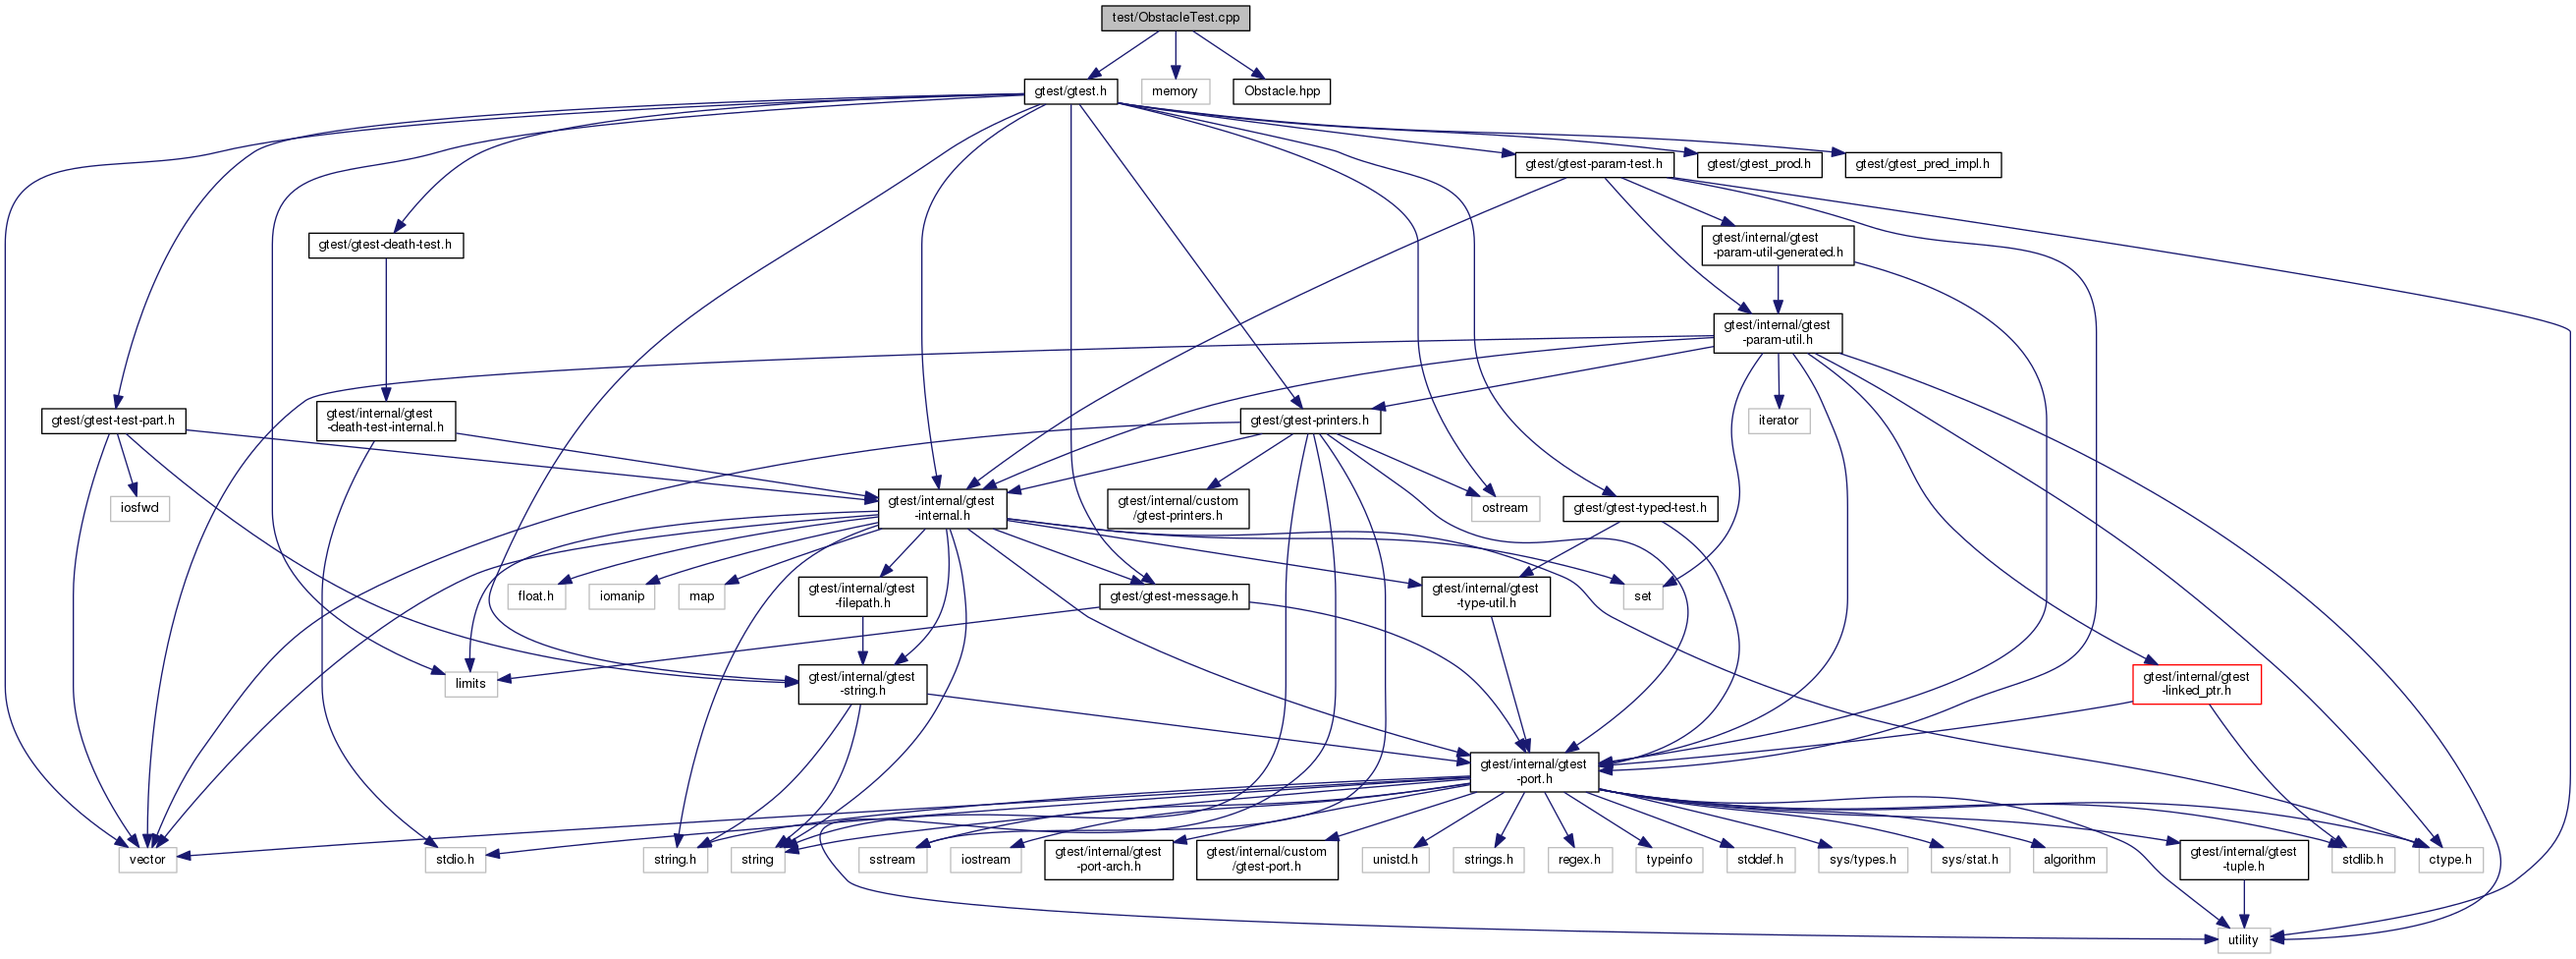 test/ObstacleTest.cpp
gtest/gtest.h
memory
Obstacle.hpp
gtest/gtest-param-test.h
gtest/gtest_prod.h
gtest/gtest_pred_impl.h
gtest/gtest-death-test.h
gtest/internal/gtest
-param-util-generated.h
gtest/internal/gtest
-param-util.h
gtest/gtest-test-part.h
gtest/internal/gtest
-death-test-internal.h
gtest/gtest-printers.h
iterator
iosfwd
gtest/internal/gtest
-internal.h
gtest/internal/custom
/gtest-printers.h
ostream
gtest/gtest-typed-test.h
float.h
iomanip
map
gtest/internal/gtest
-filepath.h
gtest/gtest-message.h
gtest/internal/gtest
-type-util.h
set
limits
gtest/internal/gtest
-string.h
gtest/internal/gtest
-linked_ptr.h
gtest/internal/gtest
-port.h
vector
stdio.h
string.h
string
sstream
iostream
gtest/internal/gtest
-port-arch.h
gtest/internal/custom
/gtest-port.h
unistd.h
strings.h
regex.h
typeinfo
stddef.h
sys/types.h
sys/stat.h
algorithm
gtest/internal/gtest
-tuple.h
stdlib.h
ctype.h
utility